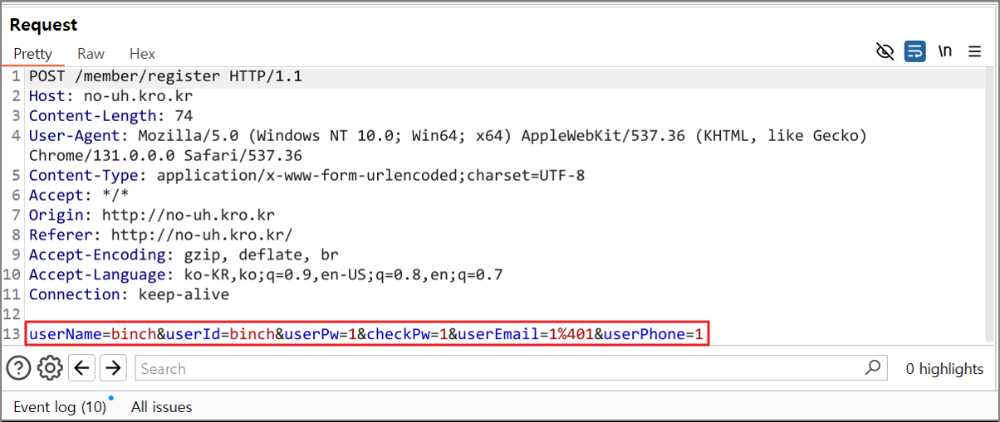 Request
Pretty Raw Hex \n
1 POST /member/register HTTP/1.1
2 Host: no-uh.kro.kr
3 Content-Length: 74
4 User-Agent: Mozilla/5.0 (Windows NT 10.0; Win64; x64) AppleWebKit/537.36 (KHTML, like Gecko)
Chrome/131.0.0.0 Safari/537.36
5 Content-Type: application/x-www-form-urlencoded;charset=UTF-8
6 Accept: */*
7 Origin: http://no-uh.kro.kr
8 Referer: http://no-uh.kro.kr/
9 Accept-Encoding: gzip, deflate, br
10 Accept-Language: ko-KR,ko;q=0.9,en-US;q=0.8,en;q=0.7
11 Connection: keep-alive
12
13 userName=binch&userId=binch&userPw=1&checkPw=1&userEmail=1%401&userPhone=1
Search 0 highlights
Event log (10) All issues